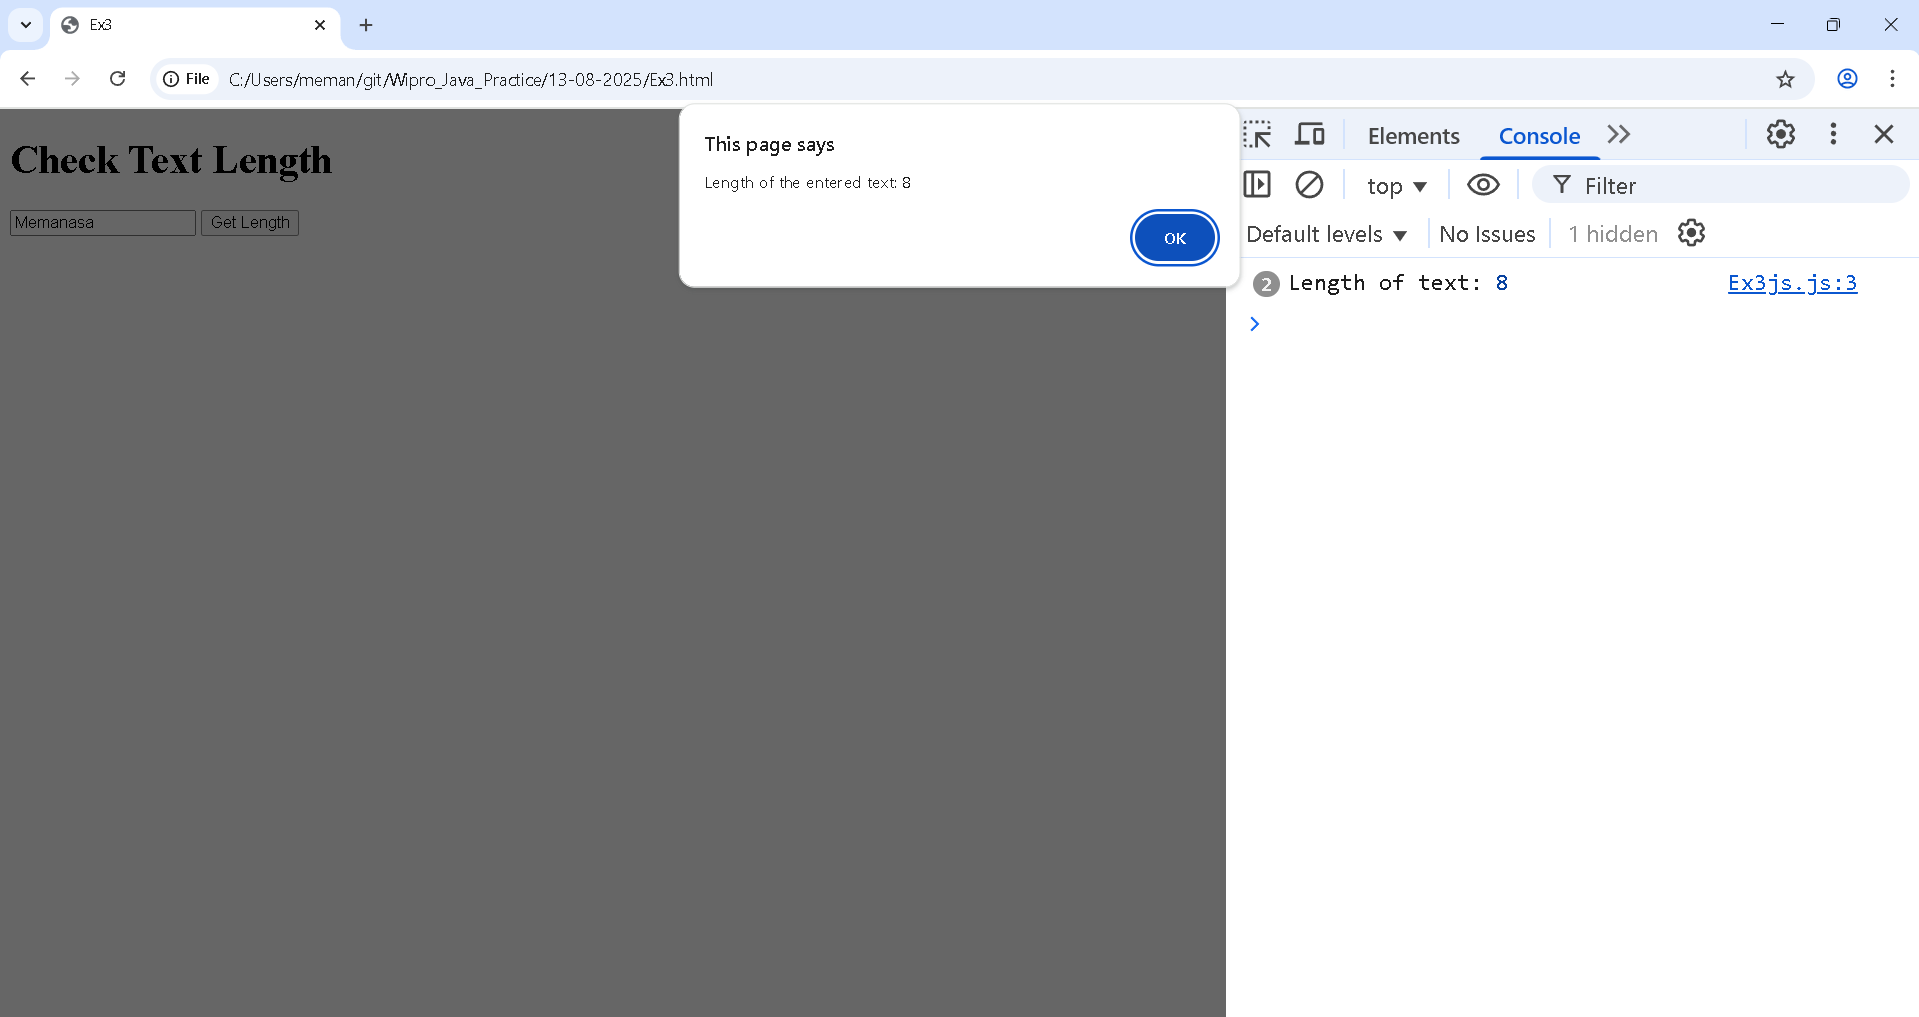 Ex3
File C:/Users/meman/git/Wipro_Java_Practice/13-08-2025/Ex3.html
Check Text Length
Memanasa Get Length
This page says
Length of the entered text: 8
OK
Elements Console
top Filter
Default levels No Issues 1 hidden
2 Length of text: 8 Ex3js.js:3